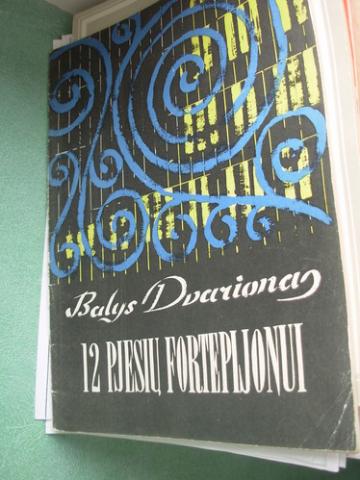 Balys Dvarionas
12 PJESIŲ FORTEPIJONUI